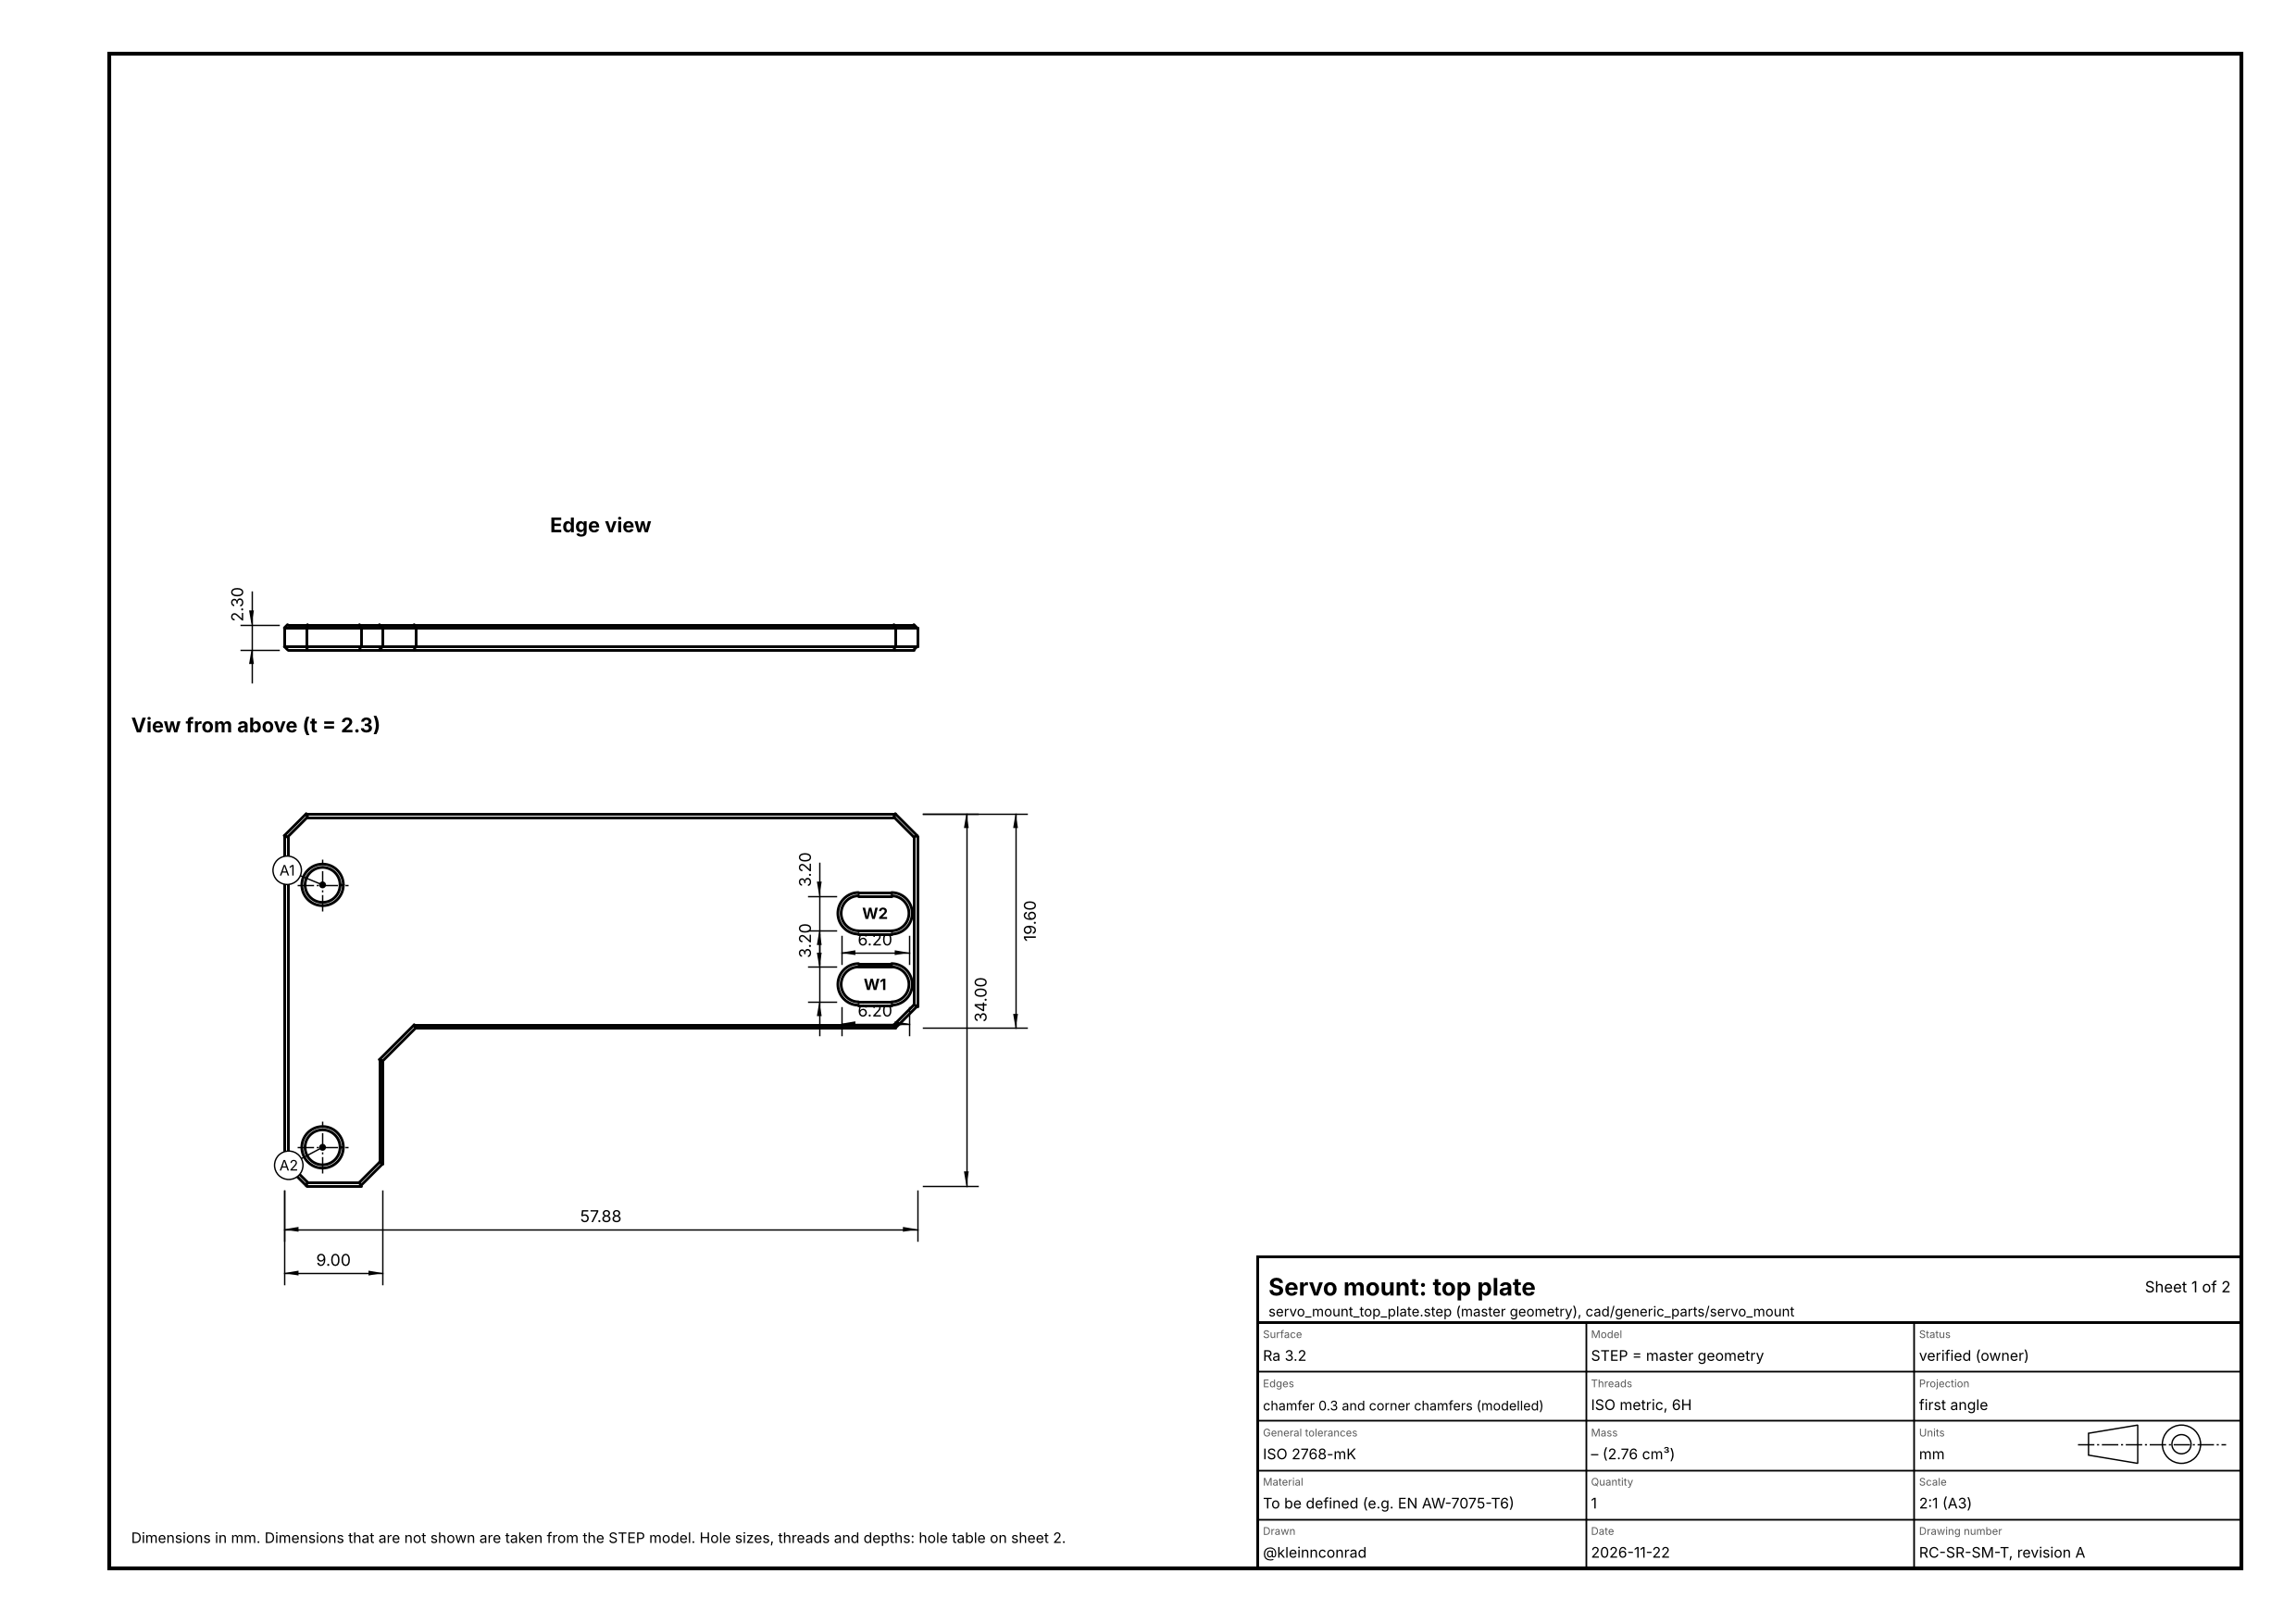 Edge view
2.30
View from above (t = 2.3)
A1
3.20
W2
19.60
3.20
6.20
W1
34.00
6.20
A2
57.88
9.00
Servo mount: top plate
Sheet 1 of 2
servo_mount_top_plate.step (master geometry), cad/generic_parts/servo_mount
Surface
Ra 3.2
Model
STEP = master geometry
Status
verified (owner)
Edges
chamfer 0.3 and corner chamfers (modelled)
Threads
ISO metric, 6H
Projection
first angle
General tolerances
ISO 2768-mK
Mass
– (2.76 cm³)
Units
mm
Material
To be defined (e.g. EN AW-7075-T6)
Quantity
1
Scale
2:1 (A3)
Drawn
@kleinnconrad
Date
2026-11-22
Drawing number
RC-SR-SM-T, revision A
Dimensions in mm. Dimensions that are not shown are taken from the STEP model. Hole sizes, threads and depths: hole table on sheet 2.